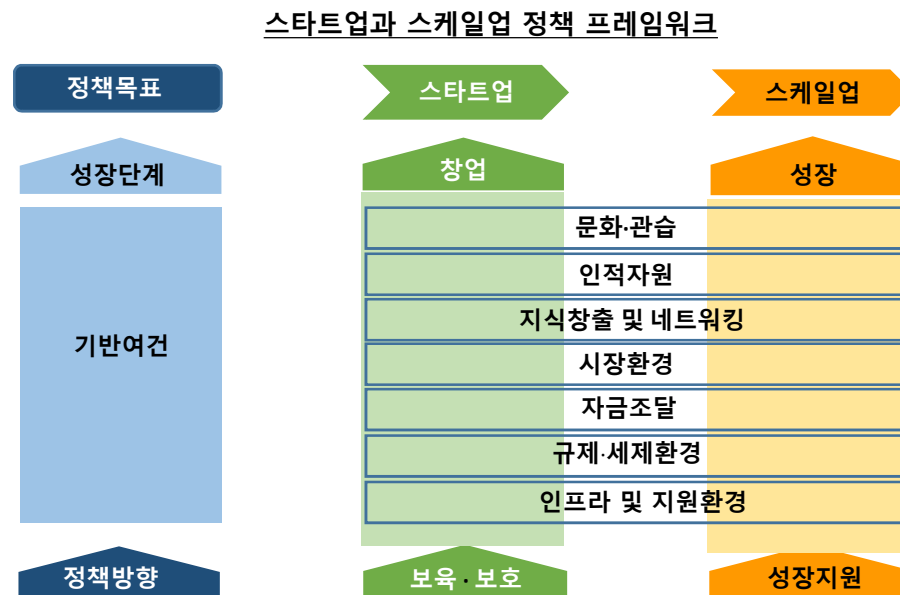 스타트업과 스케일업 정책 프레임워크
정책목표
스타트업
스케일업
성장단계
창업
성장
기반여건
문화·관습
인적자원
지식창출 및 네트워킹
시장환경
자금조달
규제·세제환경
인프라 및 지원환경
정책방향
보육·보호
성장지원